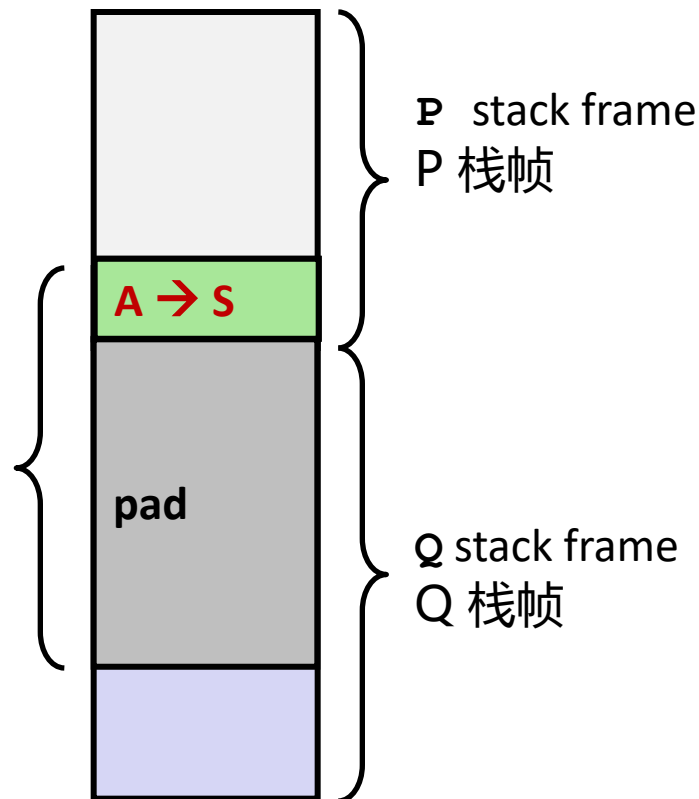 P stack frame
P 栈帧
A → S
pad
Q stack frame
Q 栈帧